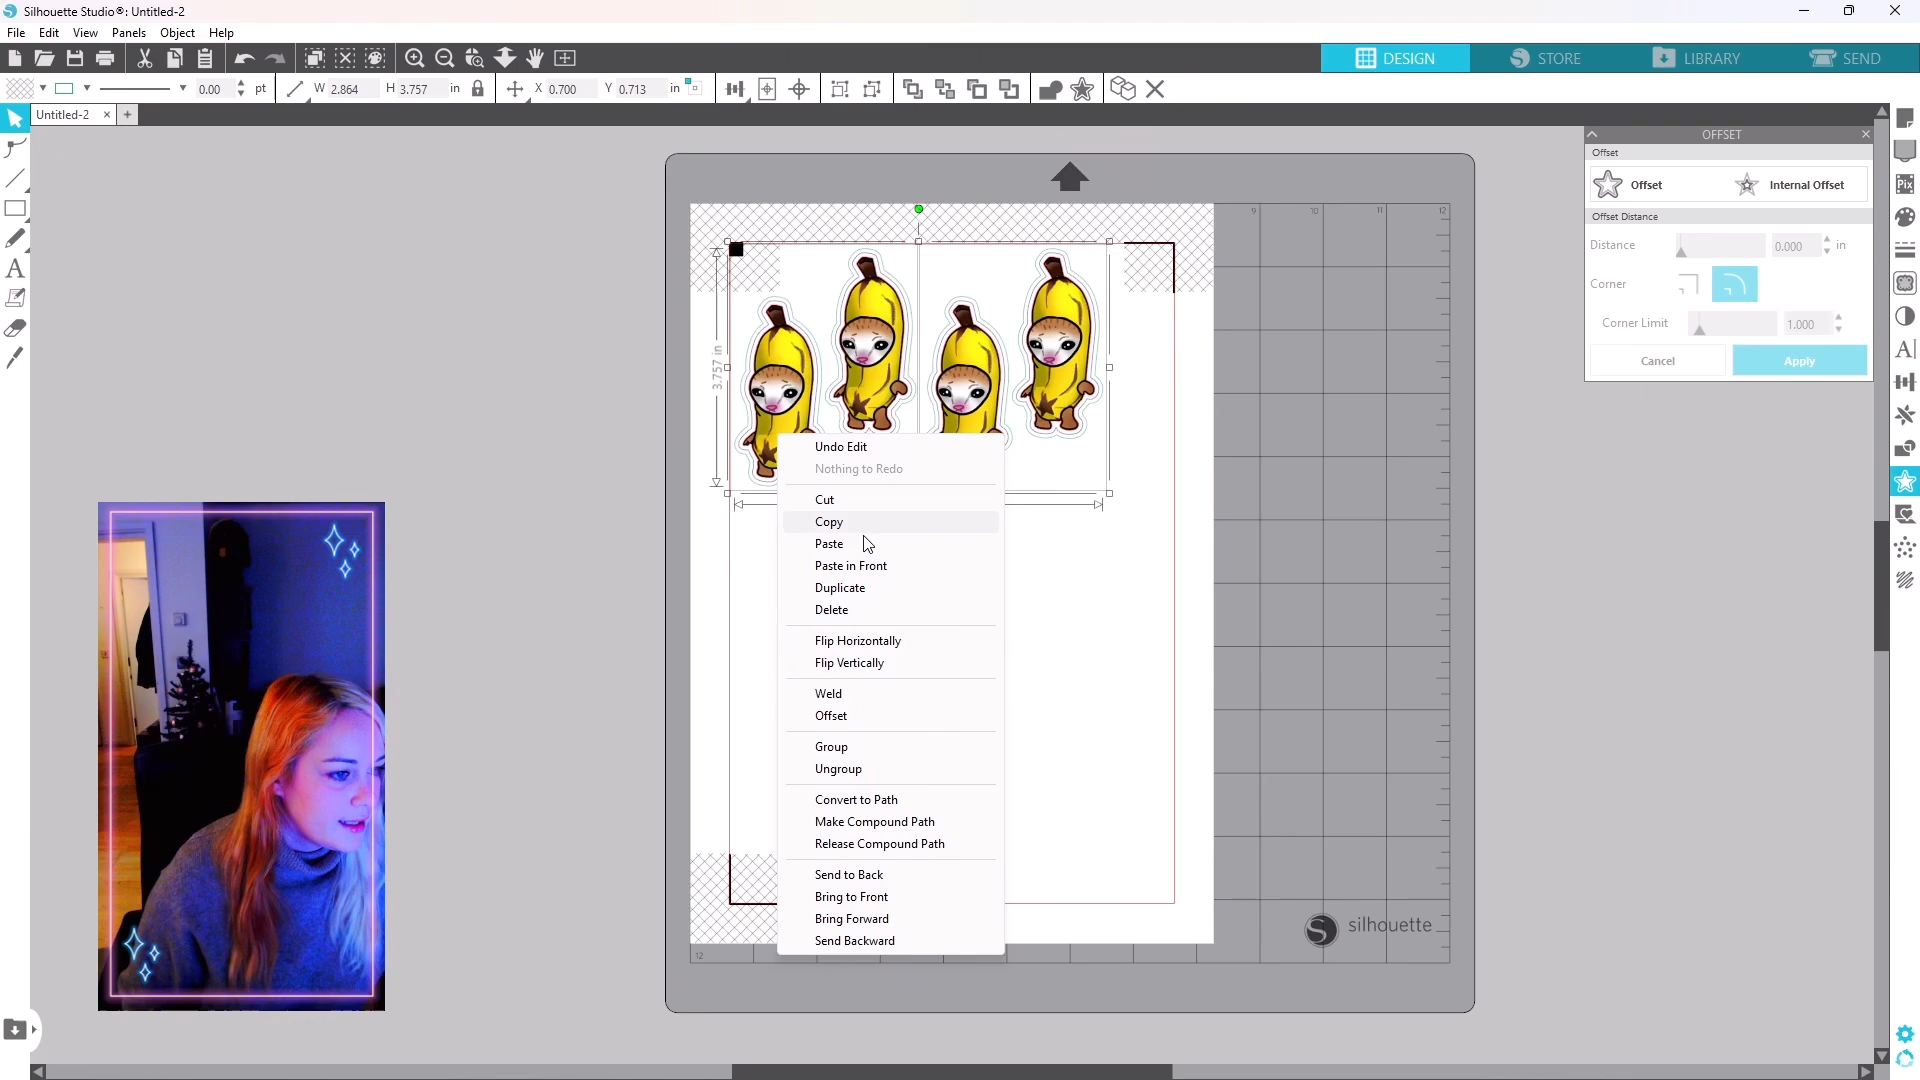 Silhouette Studio®: Untitled-2
File Edit View Panels Object Help
DESIGN STORE LIBRARY SEND
0.00 pt W 2.864 H 3.757 in X 0.700 Y 0.713 in
Untitled-2
OFFSET
Offset
Offset Internal Offset
Offset Distance
Distance 0.000 in
Corner
Corner Limit 1.000
Cancel Apply
Pix
9 10 11 12
3.757 in
Undo Edit
Nothing to Redo
Cut
Copy
Paste
Paste in Front
Duplicate
Delete
Flip Horizontally
Flip Vertically
Weld
Offset
Group
Ungroup
Convert to Path
Make Compound Path
Release Compound Path
Send to Back
Bring to Front
Bring Forward
Send Backward
silhouette
12